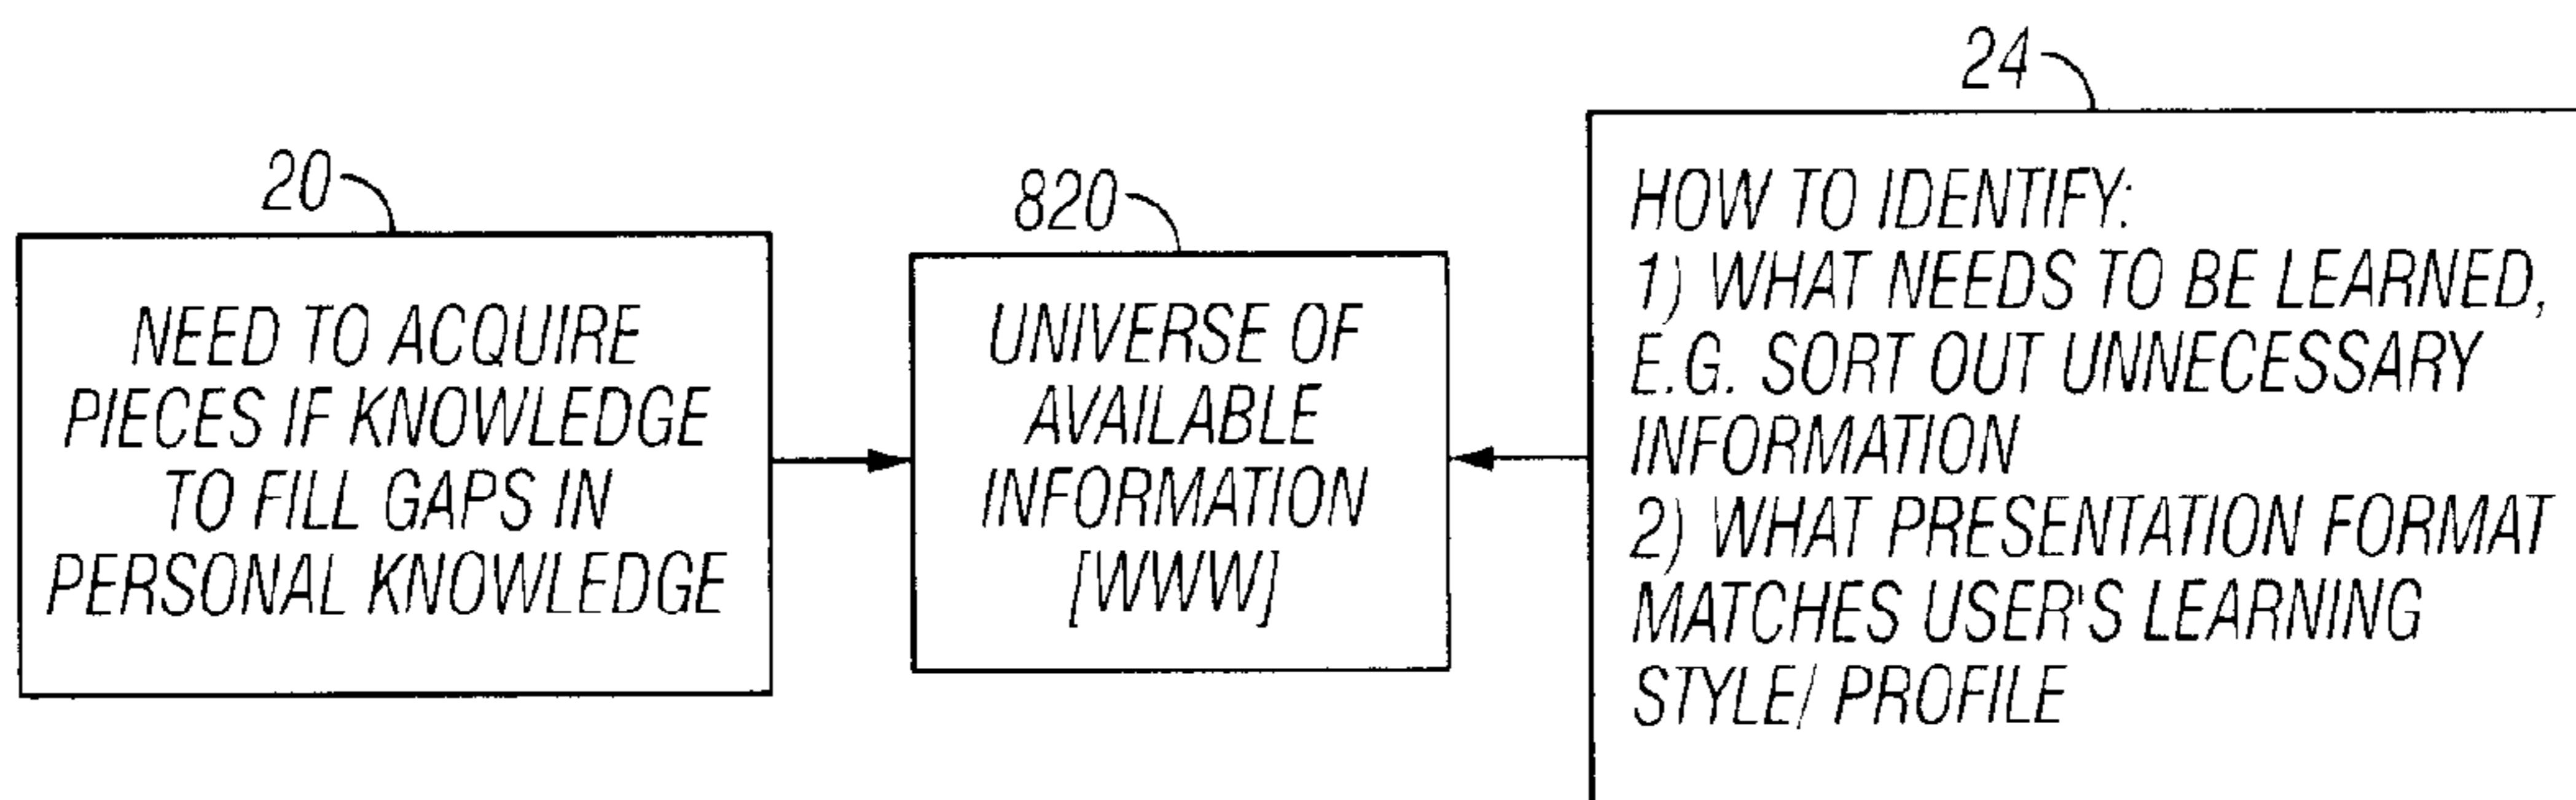 20
NEED TO ACQUIRE
PIECES IF KNOWLEDGE
TO FILL GAPS IN
PERSONAL KNOWLEDGE
820
UNIVERSE OF
AVAILABLE
INFORMATION
[WWW]
24
HOW TO IDENTIFY:
1) WHAT NEEDS TO BE LEARNED,
E.G. SORT OUT UNNECESSARY
INFORMATION
2) WHAT PRESENTATION FORMAT
MATCHES USER'S LEARNING
STYLE/ PROFILE